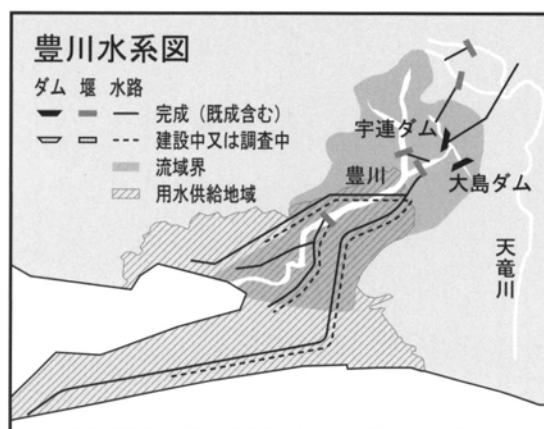 豊川水系図
ダム 堰 水路
完成（既成含む）
建設中又は調査中
流域界
用水供給地域
宇連ダム
豊川
大島ダム
天竜川